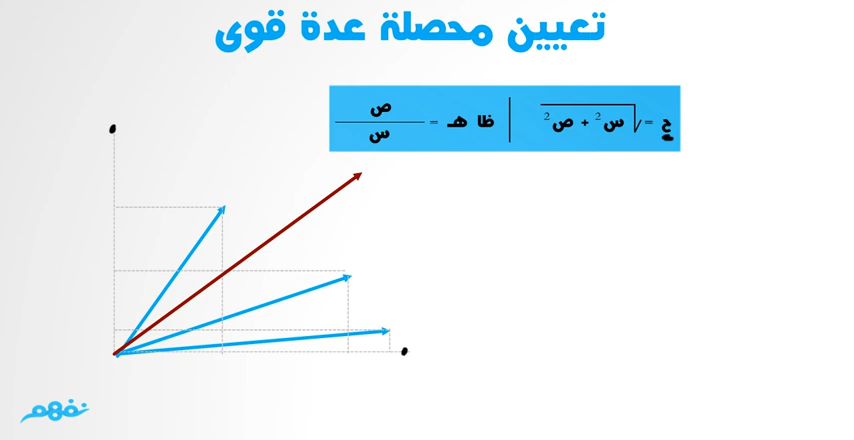 تعيين محصلة عدة قوى
ح = √س² + ص² | ظا هـ = ص / س
نفهم